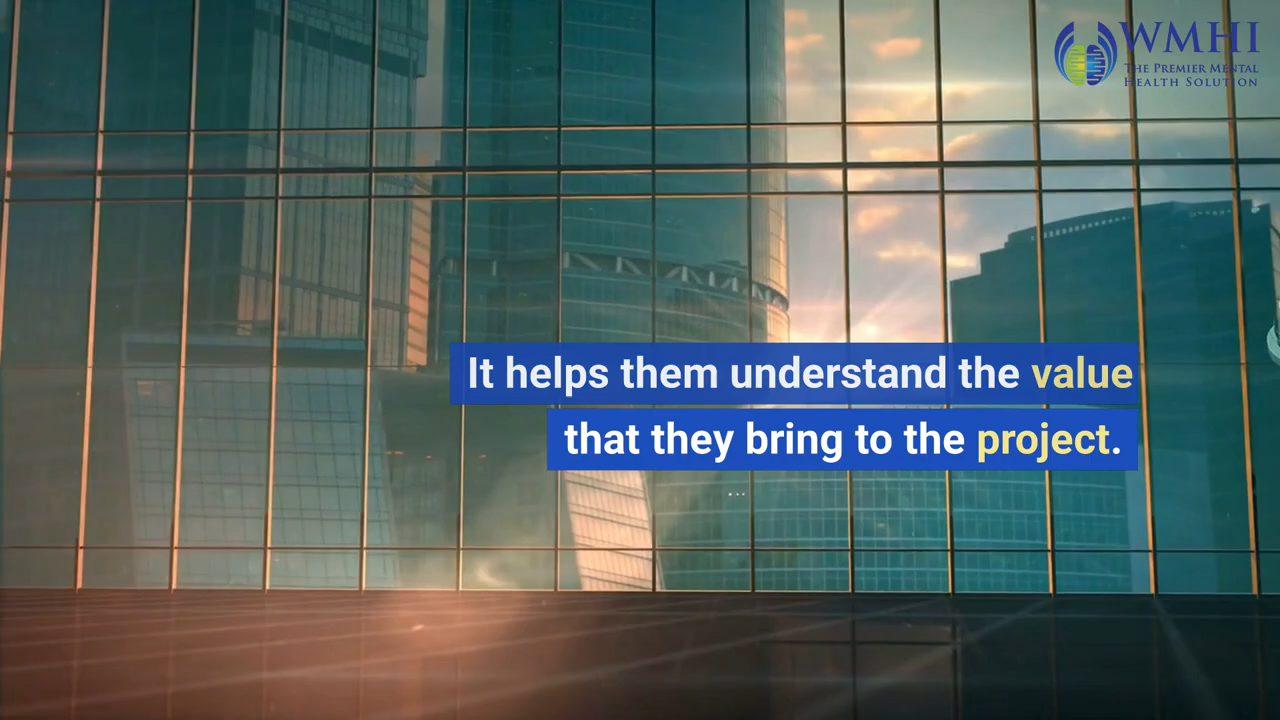 WMHI
THE PREMIER MENTAL
HEALTH SOLUTION
It helps them understand the value
that they bring to the project.